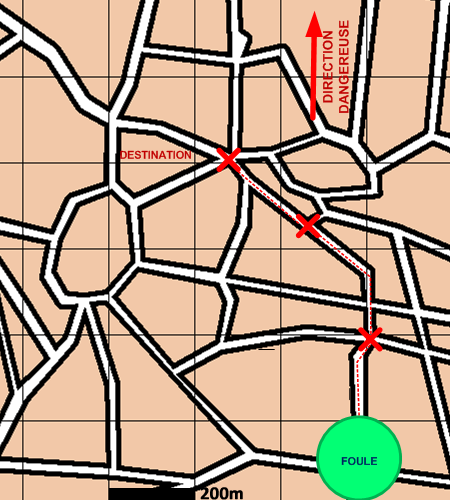 DIRECTION
DANGEREUSE
DESTINATION
FOULE
200m